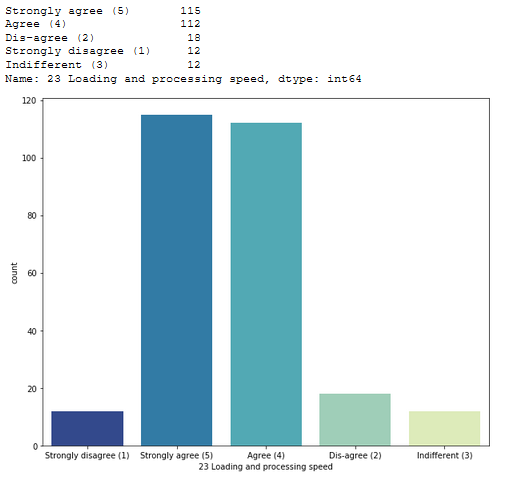 Strongly agree (5) 115
Agree (4) 112
Dis-agree (2) 18
Strongly disagree (1) 12
Indifferent (3) 12
Name: 23 Loading and processing speed, dtype: int64
120
100
80
60
40
20
0
count
Strongly disagree (1) Strongly agree (5) Agree (4) Dis-agree (2) Indifferent (3)
23 Loading and processing speed